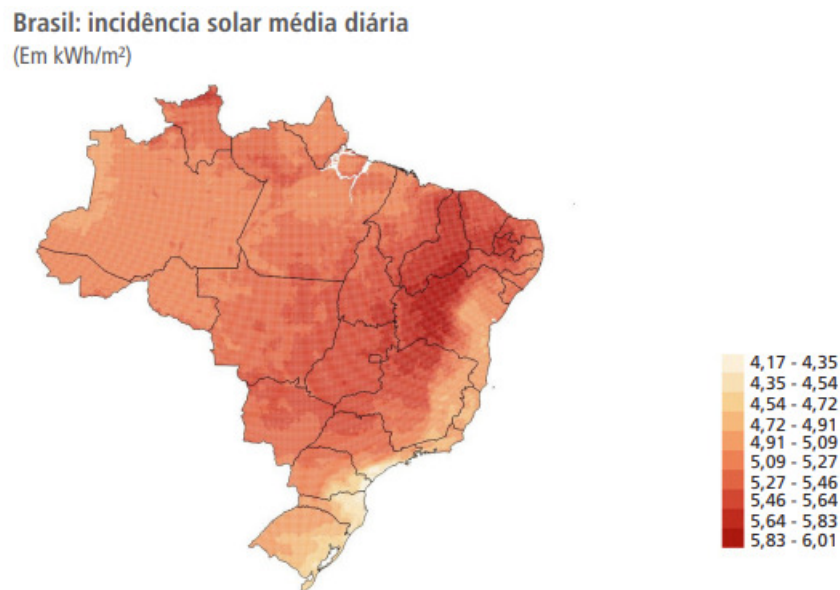 Brasil: incidência solar média diária
(Em kWh/m²)
4,17 - 4,35
4,35 - 4,54
4,54 - 4,72
4,72 - 4,91
4,91 - 5,09
5,09 - 5,27
5,27 - 5,46
5,46 - 5,64
5,64 - 5,83
5,83 - 6,01